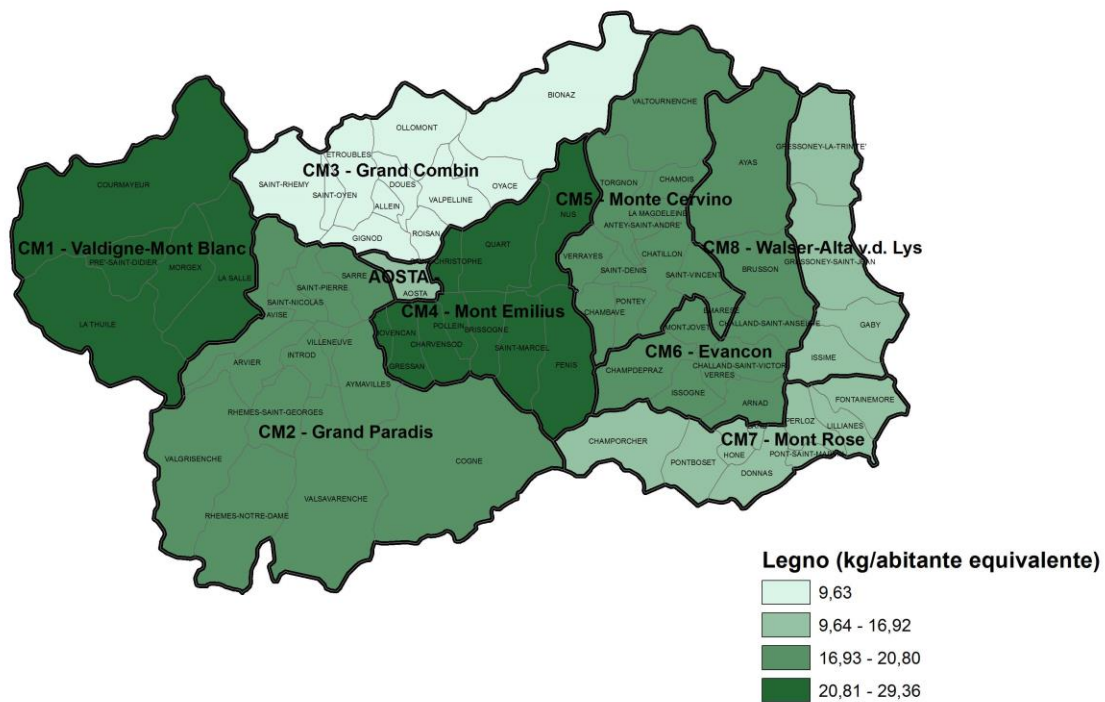 BIONAZ
VALTOURNENCHE
OLLOMONT
GRESSONEY-LA-TRINITE'
ETROUBLES
AYAS
CM3 - Grand Combin
SAINT-RHEMY
SAINT-OYEN
DOUES
OYACE
TORGNON
CHAMOIS
COURMAYEUR
ALLEIN
VALPELLINE
CM5 - Monte Cervino
NUS
LA MAGDELEINE
ANTEY-SAINT-ANDRE'
GIGNOD
ROISAN
QUART
CM1 - Valdigne-Mont Blanc
CM8 - Walser-Alta v.d. Lys
PRE'-SAINT-DIDIER
MORGEX
CHRISTOPHE
VERRAYES
CHATILLON
BRUSSON
GRESSONEY-SAINT-JEAN
LA SALLE
SARRE
AOSTA -
SAINT-DENIS
SAINT-VINCENT
SAINT-PIERRE
AOSTA
SAINT-NICOLAS
CM4 - Mont Emilius
PONTEY
AVISE
CHAMBAVE
EMARESE
LA THUILE
JOVENCAN
POLLEIN
BRISSOGNE
MONTJOVET
CHALLAND-SAINT-ANSELME
GABY
VILLENEUVE
CHARVENSOD
SAINT-MARCEL
CM6 - Evancon
INTROD
ISSIME
ARVIER
GRESSAN
FENIS
CHAMPDEPRAZ
CHALLAND-SAINT-VICTOR
VERRES
AYMAVILLES
ISSOGNE
ARNAD
FONTAINEMORE
RHEMES-SAINT-GEORGES
PERLOZ
LILLIANES
CM2 - Grand Paradis
CM7 - Mont Rose
CHAMPORCHER
HONE
PONT-SAINT-MARTIN
VALGRISENCHE
COGNE
PONTBOSET
DONNAS
VALSAVARENCHE
RHEMES-NOTRE-DAME
Legno (kg/abitante equivalente)
9,63
9,64 - 16,92
16,93 - 20,80
20,81 - 29,36